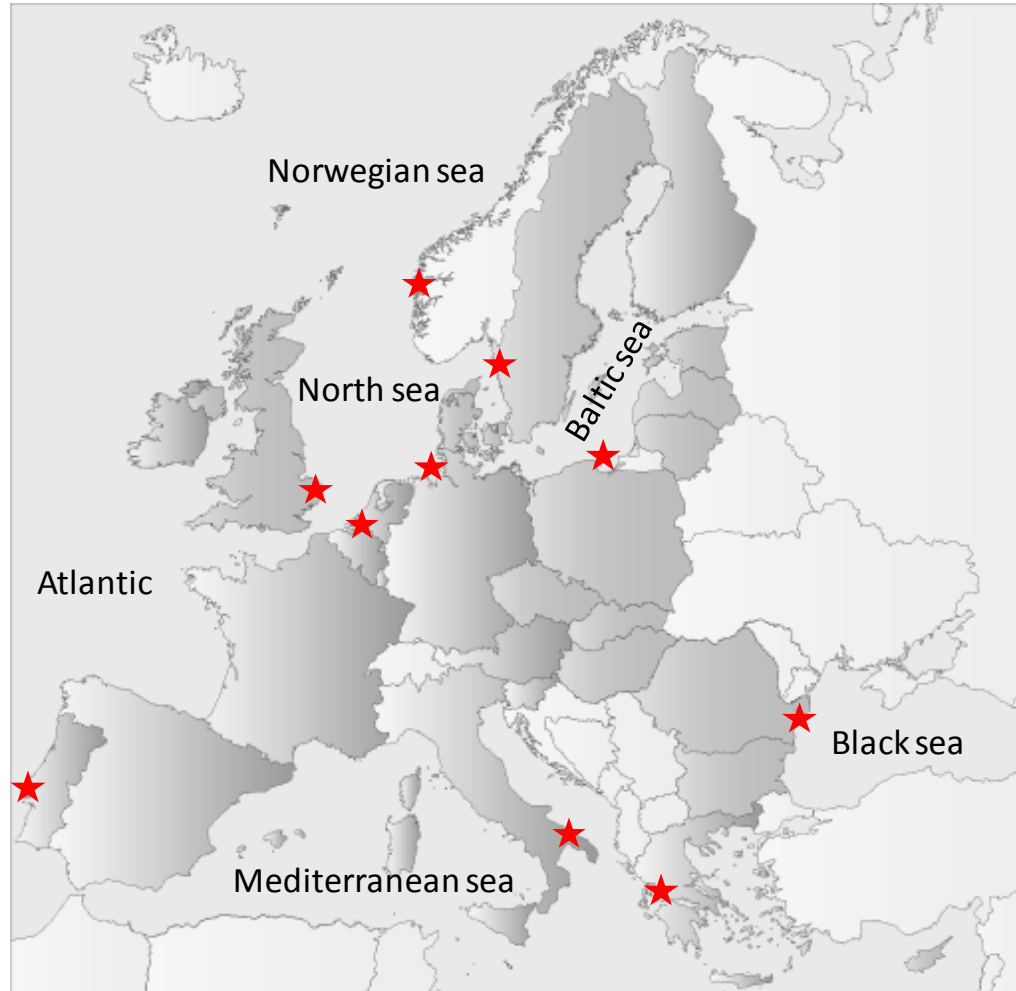 Norwegian sea
North sea
Baltic sea
Atlantic
Black sea
Mediterranean sea